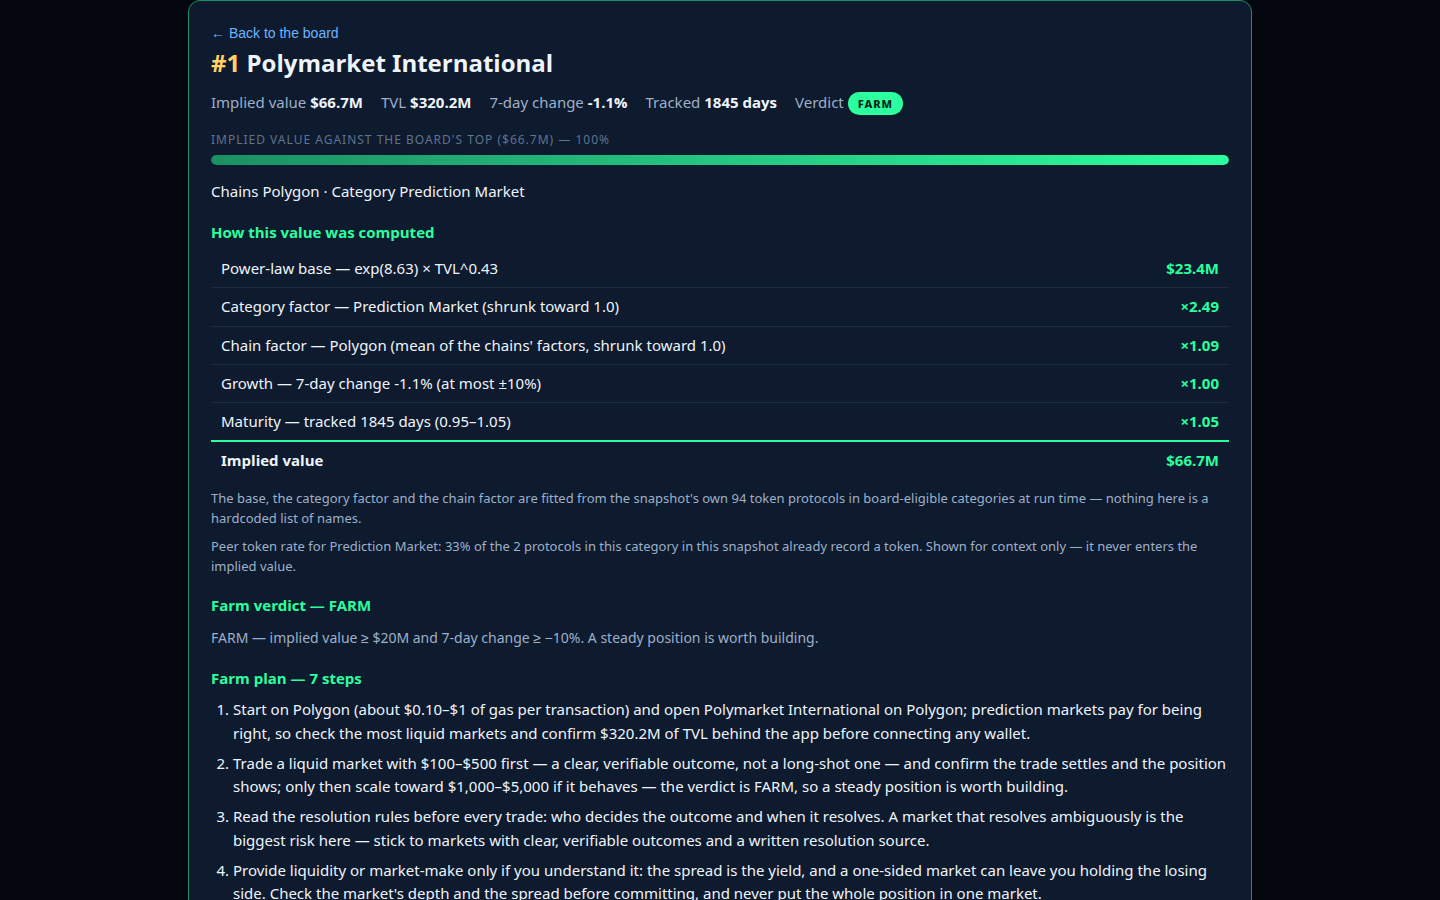 ← Back to the board
#1 Polymarket International
Implied value $66.7M TVL $320.2M 7-day change -1.1% Tracked 1845 days Verdict FARM
IMPLIED VALUE AGAINST THE BOARD'S TOP ($66.7M) — 100%
Chains Polygon · Category Prediction Market
How this value was computed
Power-law base — exp(8.63) × TVL^0.43 $23.4M
Category factor — Prediction Market (shrunk toward 1.0) ×2.49
Chain factor — Polygon (mean of the chains' factors, shrunk toward 1.0) ×1.09
Growth — 7-day change -1.1% (at most ±10%) ×1.00
Maturity — tracked 1845 days (0.95–1.05) ×1.05
Implied value $66.7M
The base, the category factor and the chain factor are fitted from the snapshot's own 94 token protocols in board-eligible categories at run time — nothing here is a
hardcoded list of names.
Peer token rate for Prediction Market: 33% of the 2 protocols in this category in this snapshot already record a token. Shown for context only — it never enters the
implied value.
Farm verdict — FARM
FARM — implied value ≥ $20M and 7-day change ≥ −10%. A steady position is worth building.
Farm plan — 7 steps
1. Start on Polygon (about $0.10–$1 of gas per transaction) and open Polymarket International on Polygon; prediction markets pay for being
right, so check the most liquid markets and confirm $320.2M of TVL behind the app before connecting any wallet.
2. Trade a liquid market with $100–$500 first — a clear, verifiable outcome, not a long-shot one — and confirm the trade settles and the position
shows; only then scale toward $1,000–$5,000 if it behaves — the verdict is FARM, so a steady position is worth building.
3. Read the resolution rules before every trade: who decides the outcome and when it resolves. A market that resolves ambiguously is the
biggest risk here — stick to markets with clear, verifiable outcomes and a written resolution source.
4. Provide liquidity or market-make only if you understand it: the spread is the yield, and a one-sided market can leave you holding the losing
side. Check the market's depth and the spread before committing, and never put the whole position in one market.